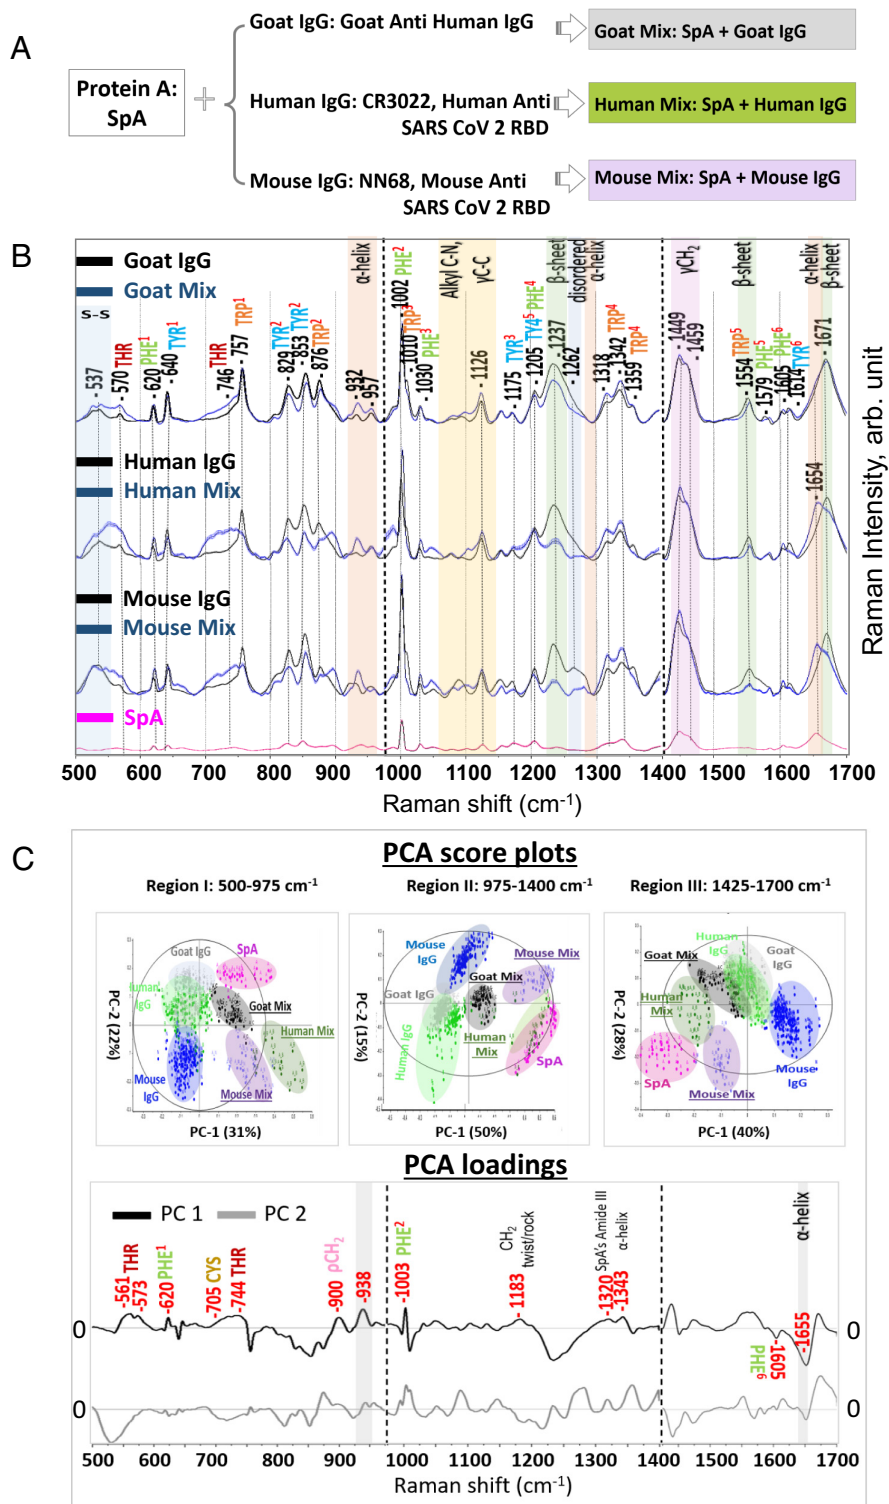 A
Protein A:
SpA
Goat IgG: Goat Anti Human IgG
Goat Mix: SpA + Goat IgG
Human IgG: CR3022, Human Anti
SARS CoV 2 RBD
Human Mix: SpA + Human IgG
Mouse IgG: NN68, Mouse Anti
SARS CoV 2 RBD
Mouse Mix: SpA + Mouse IgG
B
Goat IgG
Goat Mix
S-S
- 537
- 570 THR
- 620 PHE1
- 640 TYR1
746 - THR
- 757 TRP1
829 - TYR2
853 - TYR2
- 876 TRP2
α-helix
- 932
- 957
- 1002 PHE2
- 1010 TRP3
- 1030 PHE3
Alkyl C-N,
γC-C
- 1126
- 1175 TYR3
- 1205 TY45 PHE4
β-sheet
- 1237
disordered
- 1262
α-helix
1318 -
- 1342 TRP4
- 1359 TRP4
γCH2
- 1449
- 1459
β-sheet
- 1554 TRP5
- 1579 PHE5
- 1605 PHE6
- 1614 TYR6
α-helix
β-sheet
- 1671
Human IgG
Human Mix
- 1654
Mouse IgG
Mouse Mix
SpA
500 600 700 800 900 1000 1100 1200 1300 1400 1500 1600 1700
Raman shift (cm-1)
Raman Intensity, arb. unit
C
PCA score plots
Region I: 500-975 cm-1
Region II: 975-1400 cm-1
Region III: 1425-1700 cm-1
Goat IgG
SpA
Human
IgG
Goat Mix
Human Mix
Mouse
IgG
Mouse Mix
PC-2 (22%)
PC-1 (31%)
Mouse
IgG
Mouse Mix
Goat Mix
Goat IgG
Human IgG
Human
Mix
SpA
PC-2 (15%)
PC-1 (50%)
Human
IgG
Goat
IgG
Goat Mix
Human
Mix
SpA
Mouse Mix
Mouse
IgG
PC-2 (28%)
PC-1 (40%)
PCA loadings
PC 1
PC 2
-561 THR
-573
-620 PHE1
-705 CYS
-744 THR
-900 ρCH2
-938
-1003 PHE2
CH2
twist/rock
-1183
SpA's Amide III
α-helix
-1320
-1343
PHE6
-1605
α-helix
-1655
0
0
0
0
500 550 600 650 700 750 800 850 900 1000 1100 1200 1300 1400 1500 1600 1700
Raman shift (cm-1)